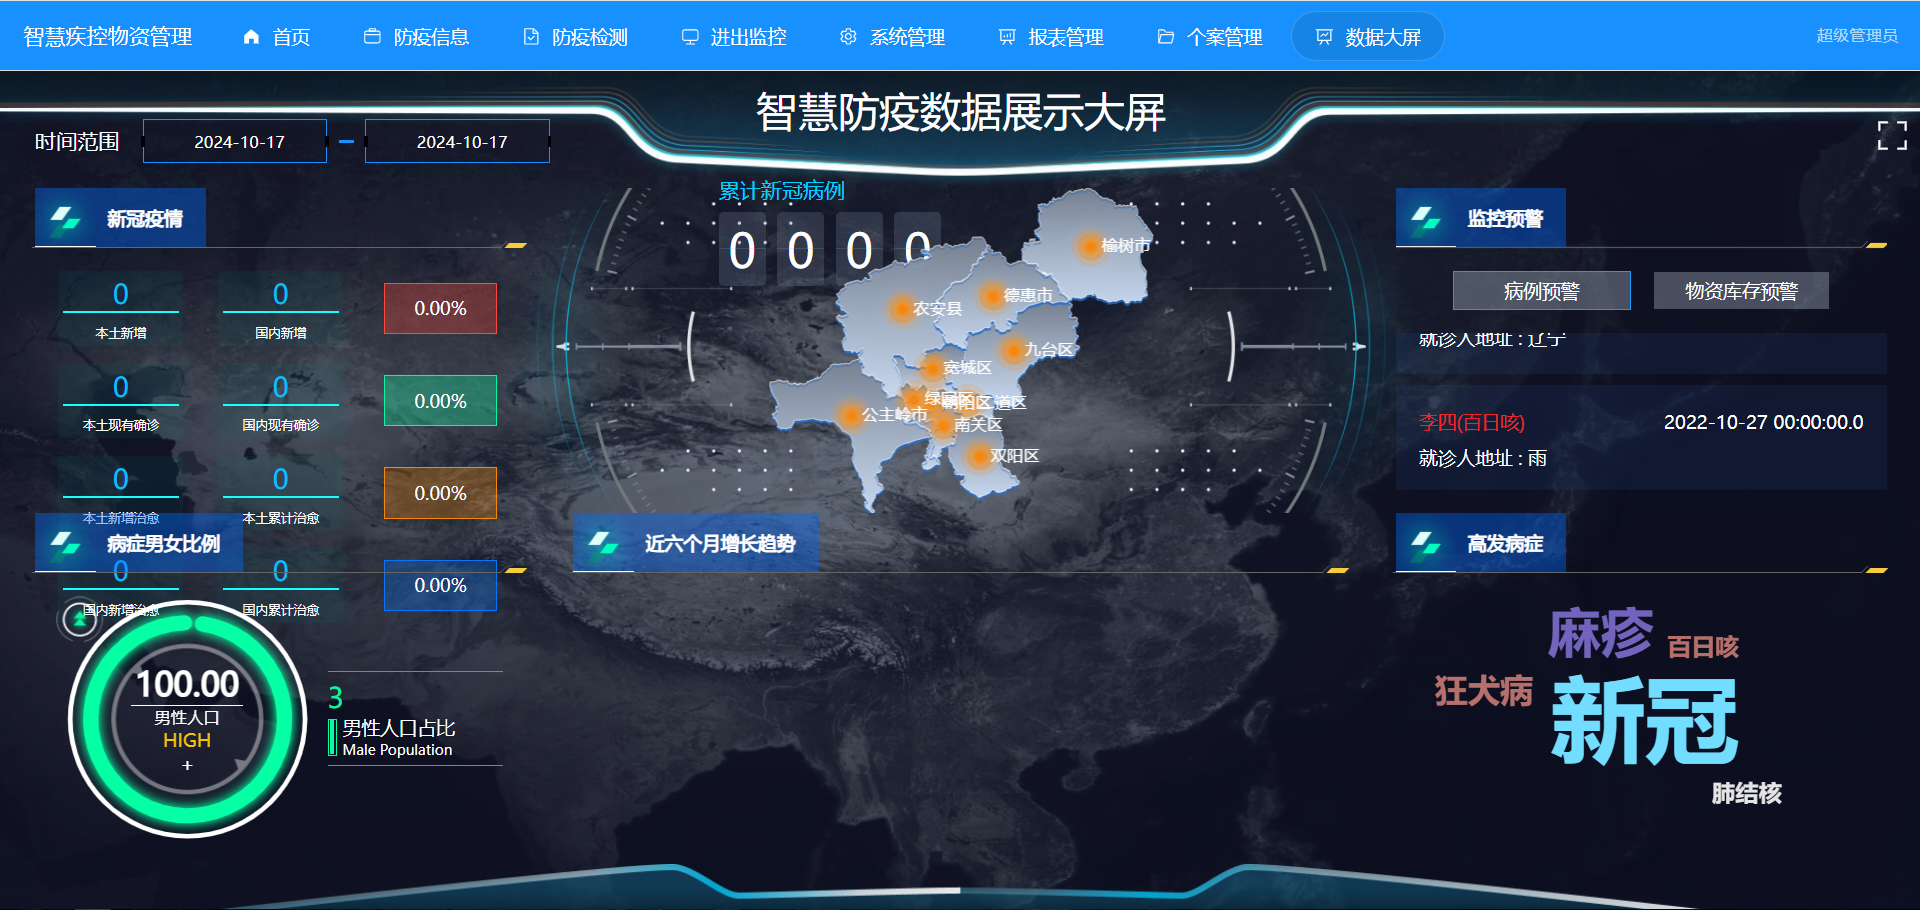 智慧疾控物资管理
首页
防疫信息
防疫检测
进出监控
系统管理
报表管理
个案管理
数据大屏
超级管理员
智慧防疫数据展示大屏
时间范围
2024-10-17
2024-10-17
新冠疫情
0
本土新增
0
国内新增
0.00%
0
本土现有确诊
0
国内现有确诊
0.00%
0
本土新增治愈
0
本土累计治愈
0.00%
0
国内新增治愈
0
国内累计治愈
0.00%
病症男女比例
100.00
男性人口
HIGH
+
3
男性人口占比
Male Population
累计新冠病例
0 0 0 0
榆树市
德惠市
农安县
九台区
宽城区
绿园区
朝阳区
道区
公主岭市
南关区
双阳区
近六个月增长趋势
监控预警
病例预警
物资库存预警
就诊人地址 : 辽宁
李四(百日咳)
2022-10-27 00:00:00.0
就诊人地址 : 雨
高发病症
麻疹
百日咳
狂犬病
新冠
肺结核